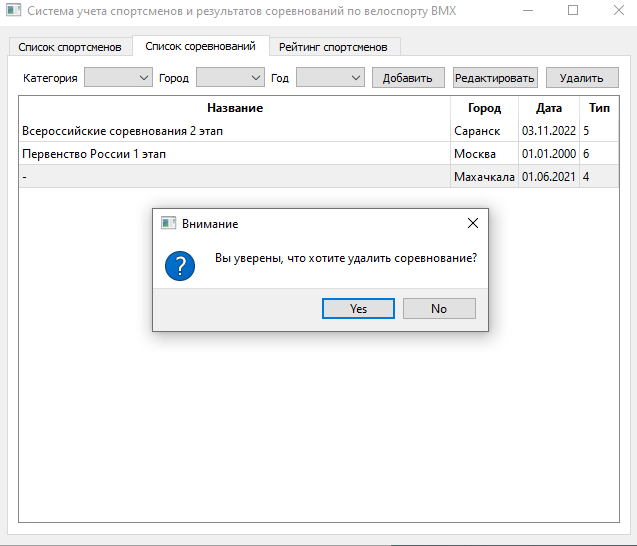 Система учета спортсменов и результатов соревнований по велоспорту BMX
Список спортсменов Список соревнований Рейтинг спортсменов
Категория Город Год Добавить Редактировать Удалить
Название Город Дата Тип
Всероссийские соревнования 2 этап Саранск 03.11.2022 5
Первенство России 1 этап Москва 01.01.2000 6
- Махачкала 01.06.2021 4
Внимание
Вы уверены, что хотите удалить соревнование?
Yes No